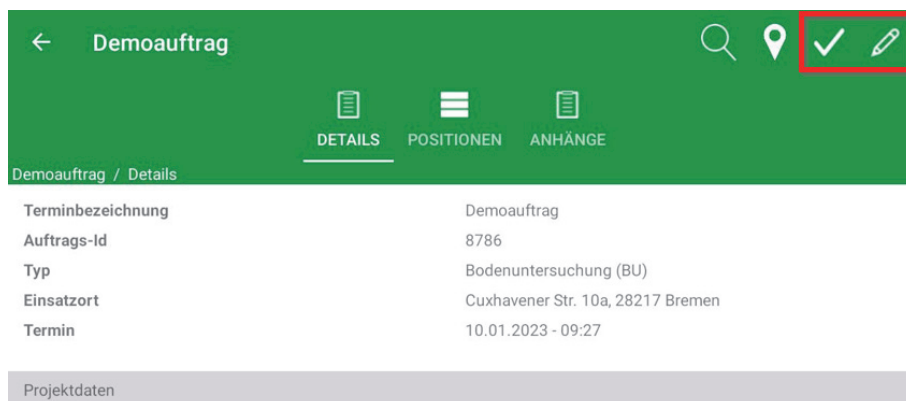 Demoauftrag
DETAILS POSITIONEN ANHÄNGE
Demoauftrag / Details
Terminbezeichnung Demoauftrag
Auftrags-Id 8786
Typ Bodenuntersuchung (BU)
Einsatzort Cuxhavener Str. 10a, 28217 Bremen
Termin 10.01.2023 - 09:27
Projektdaten